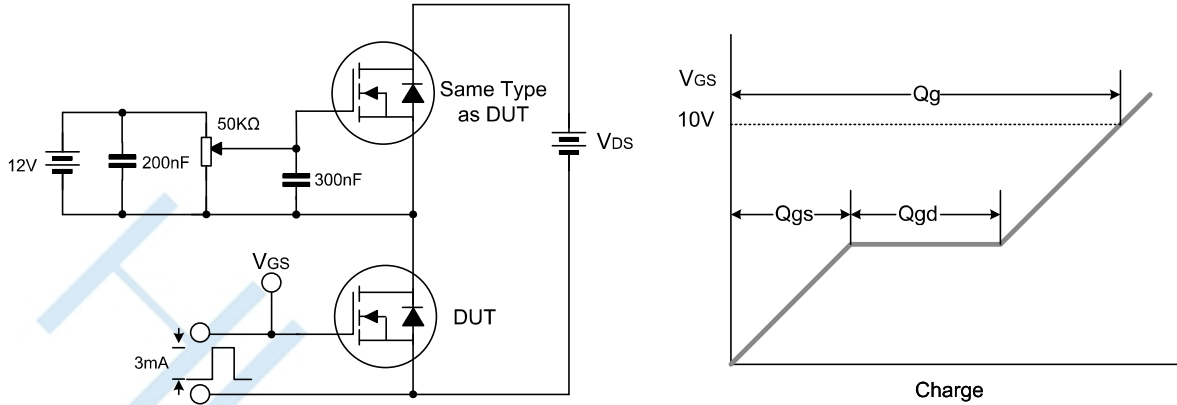 12V
200nF
50KΩ
300nF
Same Type
as DUT
VDS
VGS
DUT
3mA
VGS
10V
Qg
Qgs
Qgd
Charge